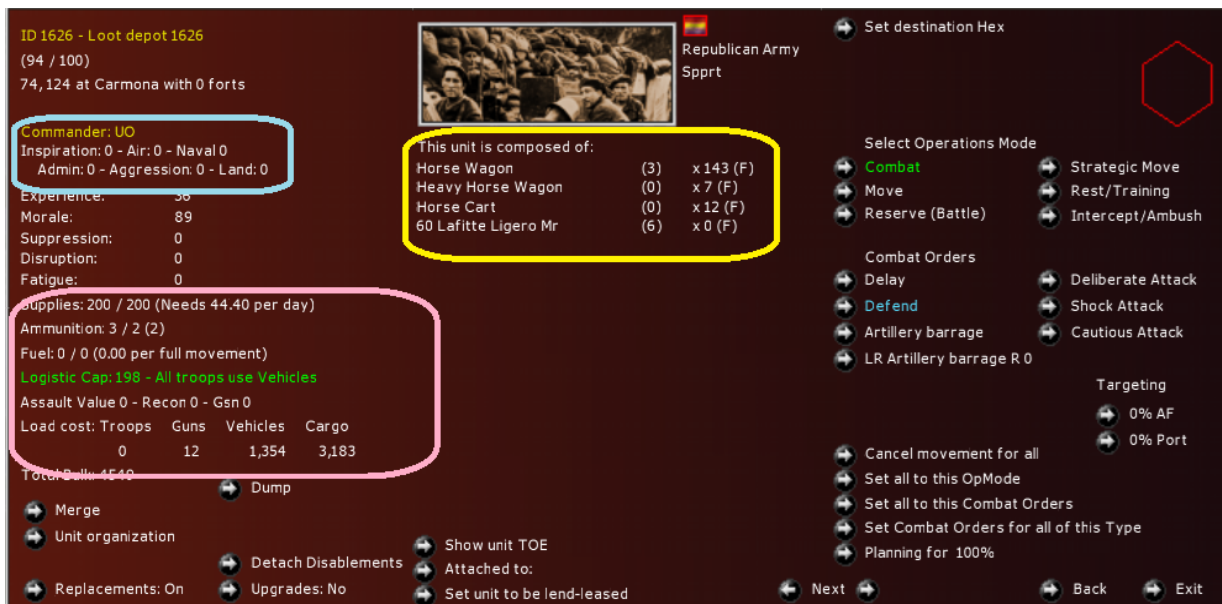 ID 1626 - Loot depot 1626
(94 / 100)
74,124 at Carmona with 0 forts
Commander: UO
Inspiration: 0 - Air: 0 - Naval 0
Admin: 0 - Aggression: 0 - Land: 0
Experience: 36
Morale: 89
Suppression: 0
Disruption: 0
Fatigue: 0
Supplies: 200 / 200 (Needs 44.40 per day)
Ammunition: 3 / 2 (2)
Fuel: 0 / 0 (0.00 per full movement)
Logistic Cap: 198 - All troops use Vehicles
Assault Value 0 - Recon 0 - Gsn 0
Load cost: Troops Guns Vehicles Cargo
0 12 1,354 3,183
Total Bulk: 4549
Dump
Merge
Unit organization
Detach Disablements
Replacements: On Upgrades: No
Republican Army
Spprt
This unit is composed of:
Horse Wagon (3) x 143 (F)
Heavy Horse Wagon (0) x 7 (F)
Horse Cart (0) x 12 (F)
60 Lafitte Ligero Mr (6) x 0 (F)
Show unit TOE
Attached to:
Set unit to be lend-leased
Set destination Hex
Select Operations Mode
Combat Strategic Move
Move Rest/Training
Reserve (Battle) Intercept/Ambush
Combat Orders
Delay Deliberate Attack
Defend Shock Attack
Artillery barrage Cautious Attack
LR Artillery barrage R 0
Targeting
0% AF
0% Port
Cancel movement for all
Set all to this OpMode
Set all to this Combat Orders
Set Combat Orders for all of this Type
Planning for 100%
Next Back Exit